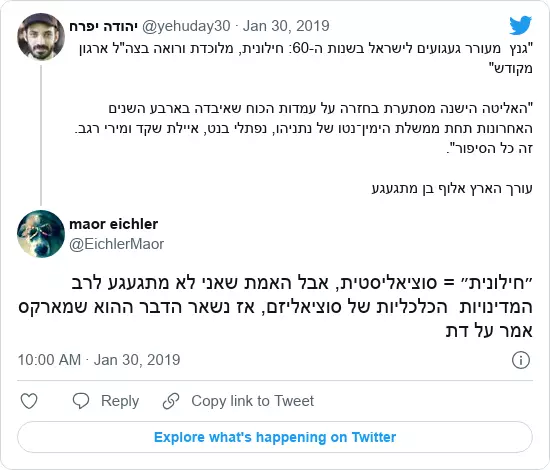 יהודה יפרח @yehuday30 · Jan 30, 2019
"גנץ מעורר געגועים לישראל בשנות ה-60: חילונית, מלוכדת ורואה בצה"ל ארגון
מקודש"
"האליטה הישנה מסתערת בחזרה על עמדות הכוח שאיבדה בארבע השנים
האחרונות תחת ממשלת הימין־נטו של נתניהו, נפתלי בנט, איילת שקד ומירי רגב.
זה כל הסיפור".
עורך הארץ אלוף בן מתגעגע
maor eichler
@EichlerMaor
״חילונית״ = סוציאליסטית, אבל האמת שאני לא מתגעגע לרב
המדינויות הכלכליות של סוציאליזם, אז נשאר הדבר ההוא שמארקס
אמר על דת
10:00 AM · Jan 30, 2019
Reply
Copy link to Tweet
Explore what's happening on Twitter